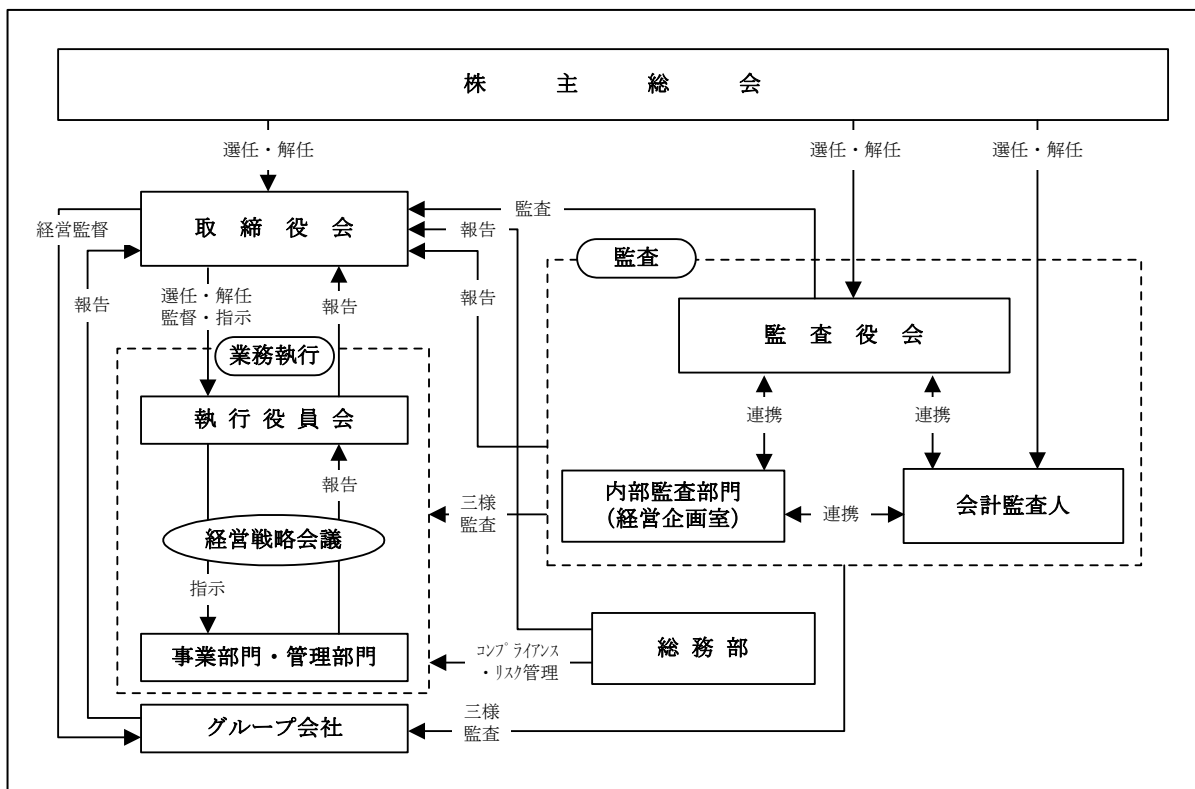 株主総会
選任・解任
選任・解任
選任・解任
取締役会
監査
経営監督
報告
監査
報告
選任・解任
監督・指示
報告
報告
監査役会
業務執行
執行役員会
連携
連携
報告
内部監査部門
(経営企画室)
連携
会計監査人
三様
監査
経営戦略会議
指示
総務部
事業部門・管理部門
コンプライアンス
・リスク管理
グループ会社
三様
監査